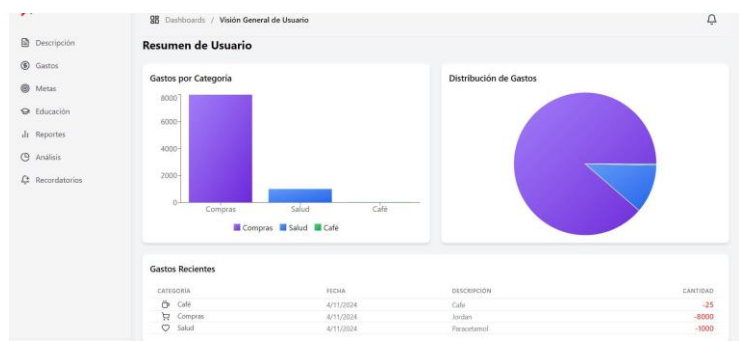 Dashboards / Visión General de Usuario
Descripción
Gastos
Metas
Educación
Reportes
Análisis
Recordatorios
Resumen de Usuario
Gastos por Categoría
8000
6000
4000
2000
0
Compras Salud Café
Compras Salud Café
Distribución de Gastos
Gastos Recientes
CATEGORÍA FECHA DESCRIPCIÓN CANTIDAD
Café 4/11/2024 Cafe -25
Compras 4/11/2024 Jordan -8000
Salud 4/11/2024 Paracetamol -1000